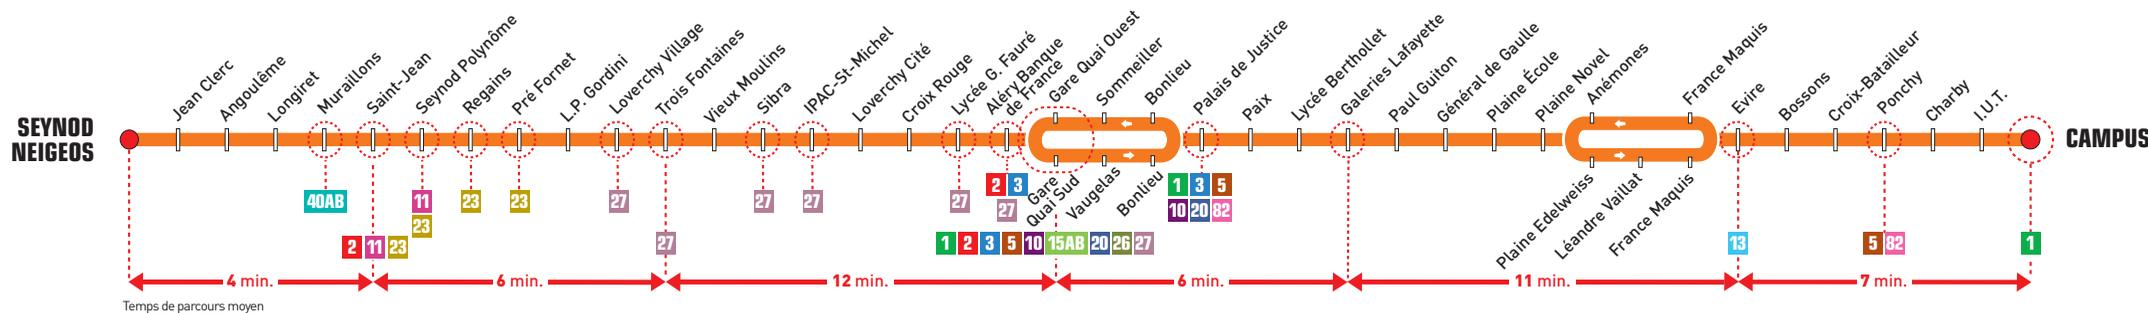 SEYNOD
NEIGEOS
Jean Clerc
Angoulême
Longiret
Muraillons
Saint-Jean
Seynod Polynôme
Regains
Pré Fornet
L.P. Gordini
Loverchy Village
Trois Fontaines
Vieux Moulins
Sibra
IPAC-St-Michel
Loverchy Cité
Croix Rouge
Lycée G. Fauré
Aléry Banque
de France
Gare Quai Ouest
Sommeiller
Bonlieu
Palais de Justice
Paix
Lycée Berthollet
Galeries Lafayette
Paul Guiton
Général de Gaulle
Plaine École
Plaine Novel
Anémones
France Maquis
Evire
Bossons
Croix-Batailleur
Ponchy
Charby
I.U.T.
CAMPUS
Gare
Quai Sud
Vaugelas
Bonlieu
Plaine Edelweiss
Léandre Vaillat
France Maquis
40AB
2 11 23
11
23
23
23
27
27
27
27
27
2 3
27
1 2 3 5 10 15AB 20 26 27
1 3 5
10 20 82
13
5 82
1
4 min.
6 min.
12 min.
6 min.
11 min.
7 min.
Temps de parcours moyen